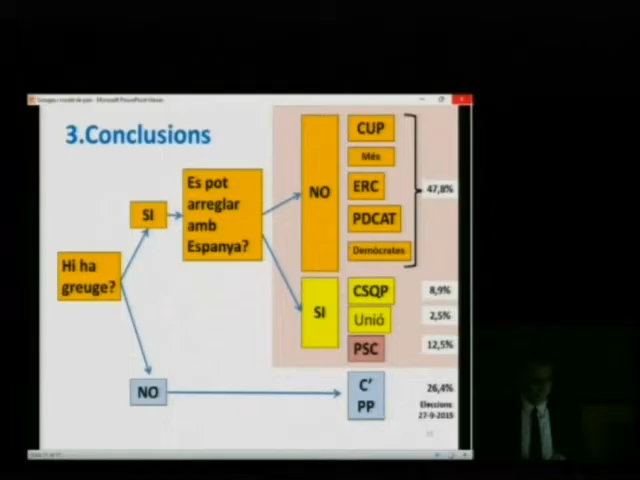 3.Conclusions
Hi ha
greuge?
SI
Es pot
arreglar
amb
Espanya?
NO
CUP
Més
ERC
PDCAT
Demòcrates
47,8%
SI
CSQP
8,9%
Unió
2,5%
PSC
12,5%
NO
C'
PP
26,4%
Eleccions
27-9-2015